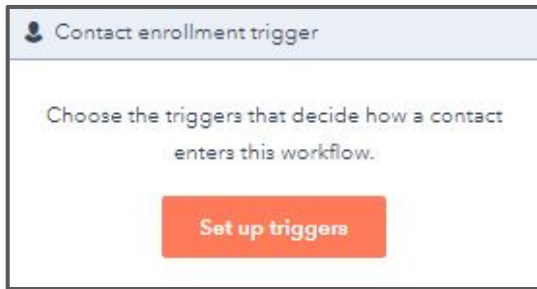 Contact enrollment trigger
Choose the triggers that decide how a contact
enters this workflow.
Set up triggers